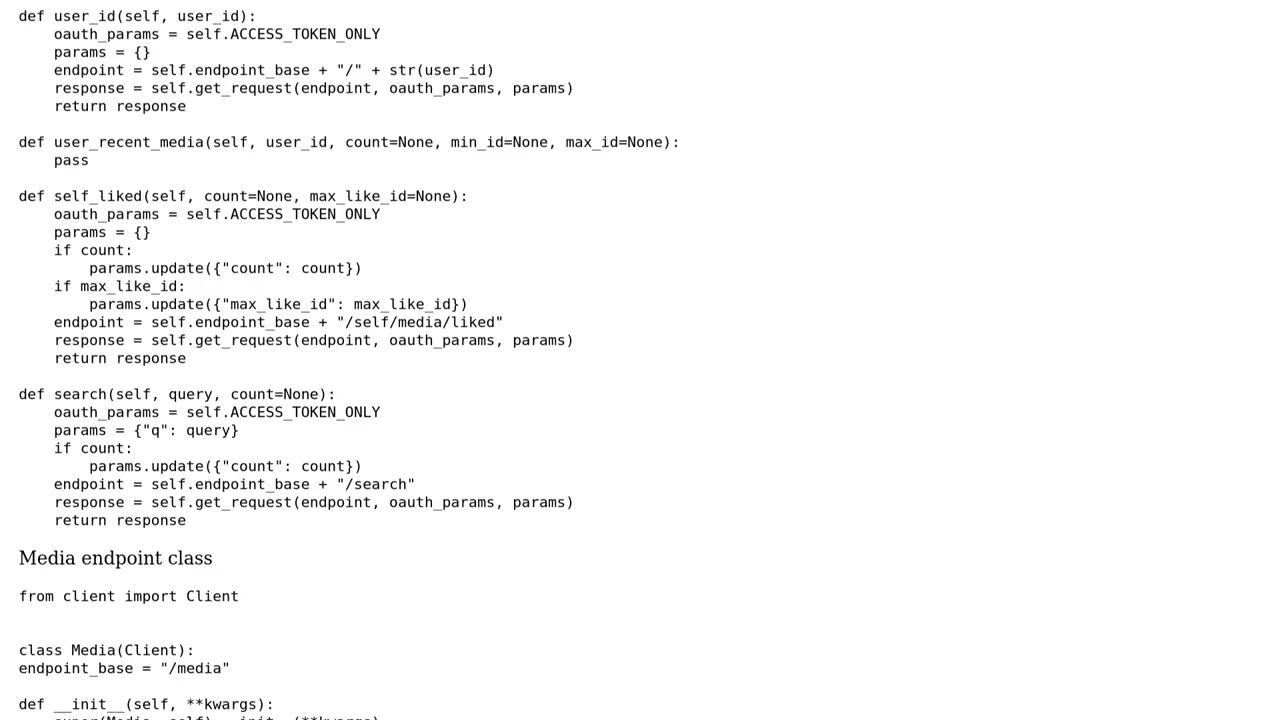 def user_id(self, user_id):
    oauth_params = self.ACCESS_TOKEN_ONLY
    params = {}
    endpoint = self.endpoint_base + "/" + str(user_id)
    response = self.get_request(endpoint, oauth_params, params)
    return response

def user_recent_media(self, user_id, count=None, min_id=None, max_id=None):
    pass

def self_liked(self, count=None, max_like_id=None):
    oauth_params = self.ACCESS_TOKEN_ONLY
    params = {}
    if count:
        params.update({"count": count})
    if max_like_id:
        params.update({"max_like_id": max_like_id})
    endpoint = self.endpoint_base + "/self/media/liked"
    response = self.get_request(endpoint, oauth_params, params)
    return response

def search(self, query, count=None):
    oauth_params = self.ACCESS_TOKEN_ONLY
    params = {"q": query}
    if count:
        params.update({"count": count})
    endpoint = self.endpoint_base + "/search"
    response = self.get_request(endpoint, oauth_params, params)
    return response

Media endpoint class

from client import Client


class Media(Client):
endpoint_base = "/media"

def __init__(self, **kwargs):
    super(Media, self).__init__(**kwargs)